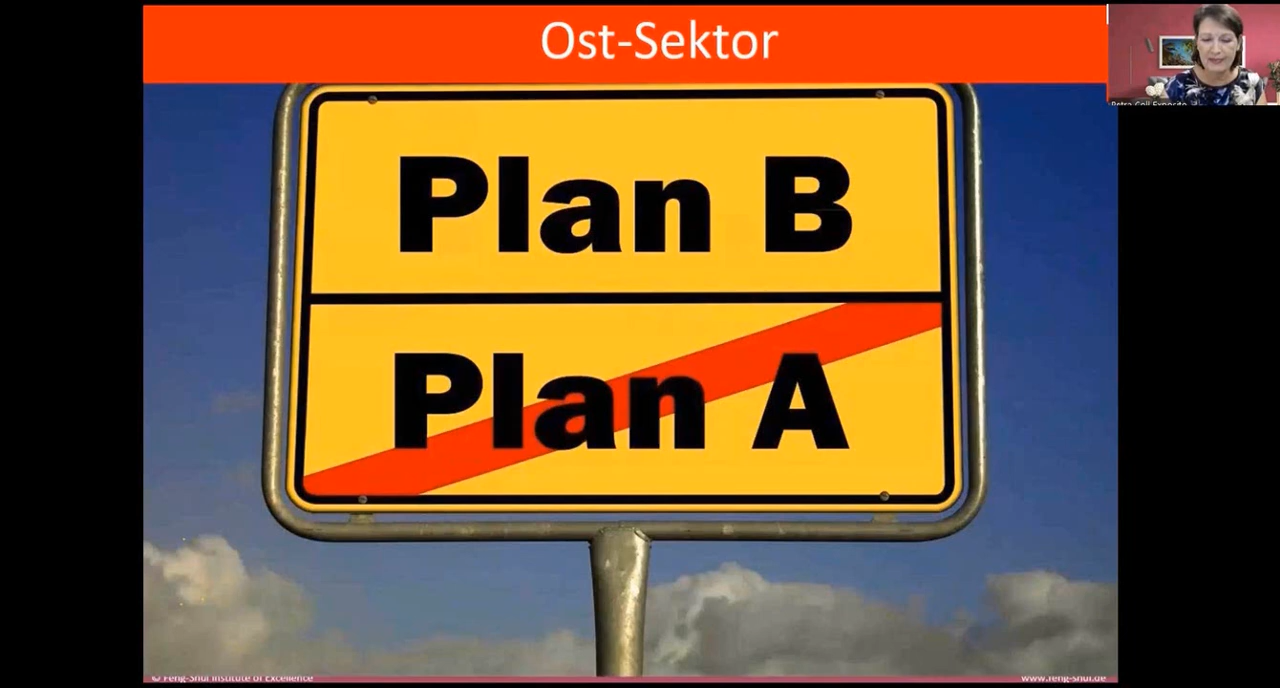 Ost-Sektor
Plan B
Plan A
© Feng-Shui Institute of Excellence
www.feng-shui.de